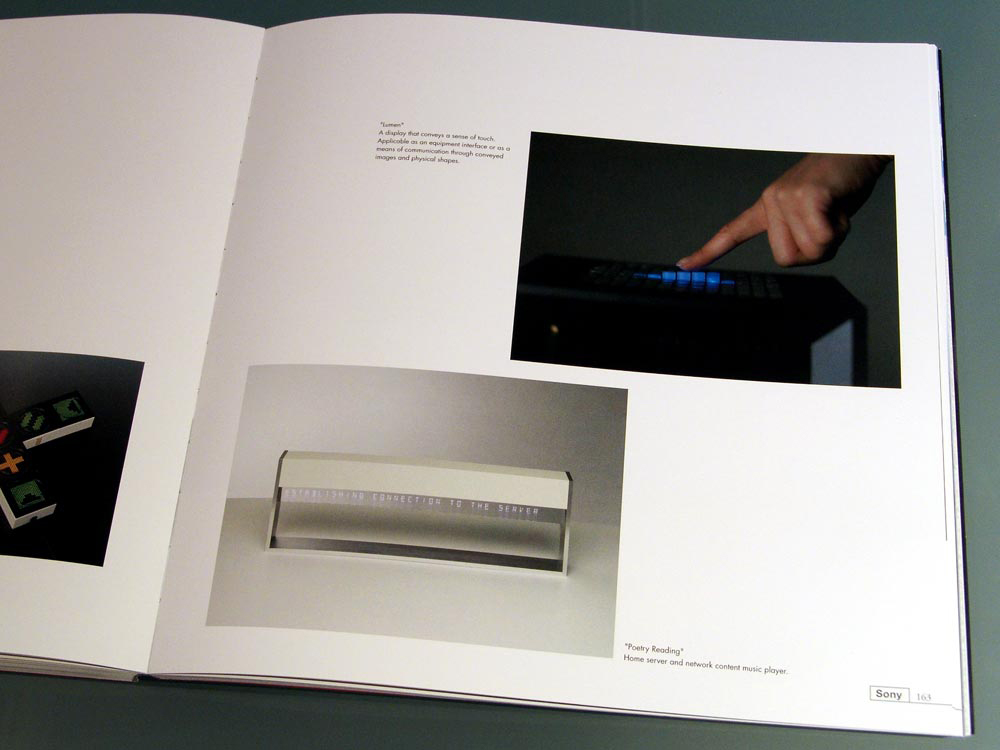 "Lumen"
A display that conveys a sense of touch.
Applicable as an equipment interface or as a
means of communication through conveyed
images and physical shapes.
ESTABLISHING CONNECTION TO THE SERVER
"Poetry Reading"
Home server and network content music player.
Sony 163